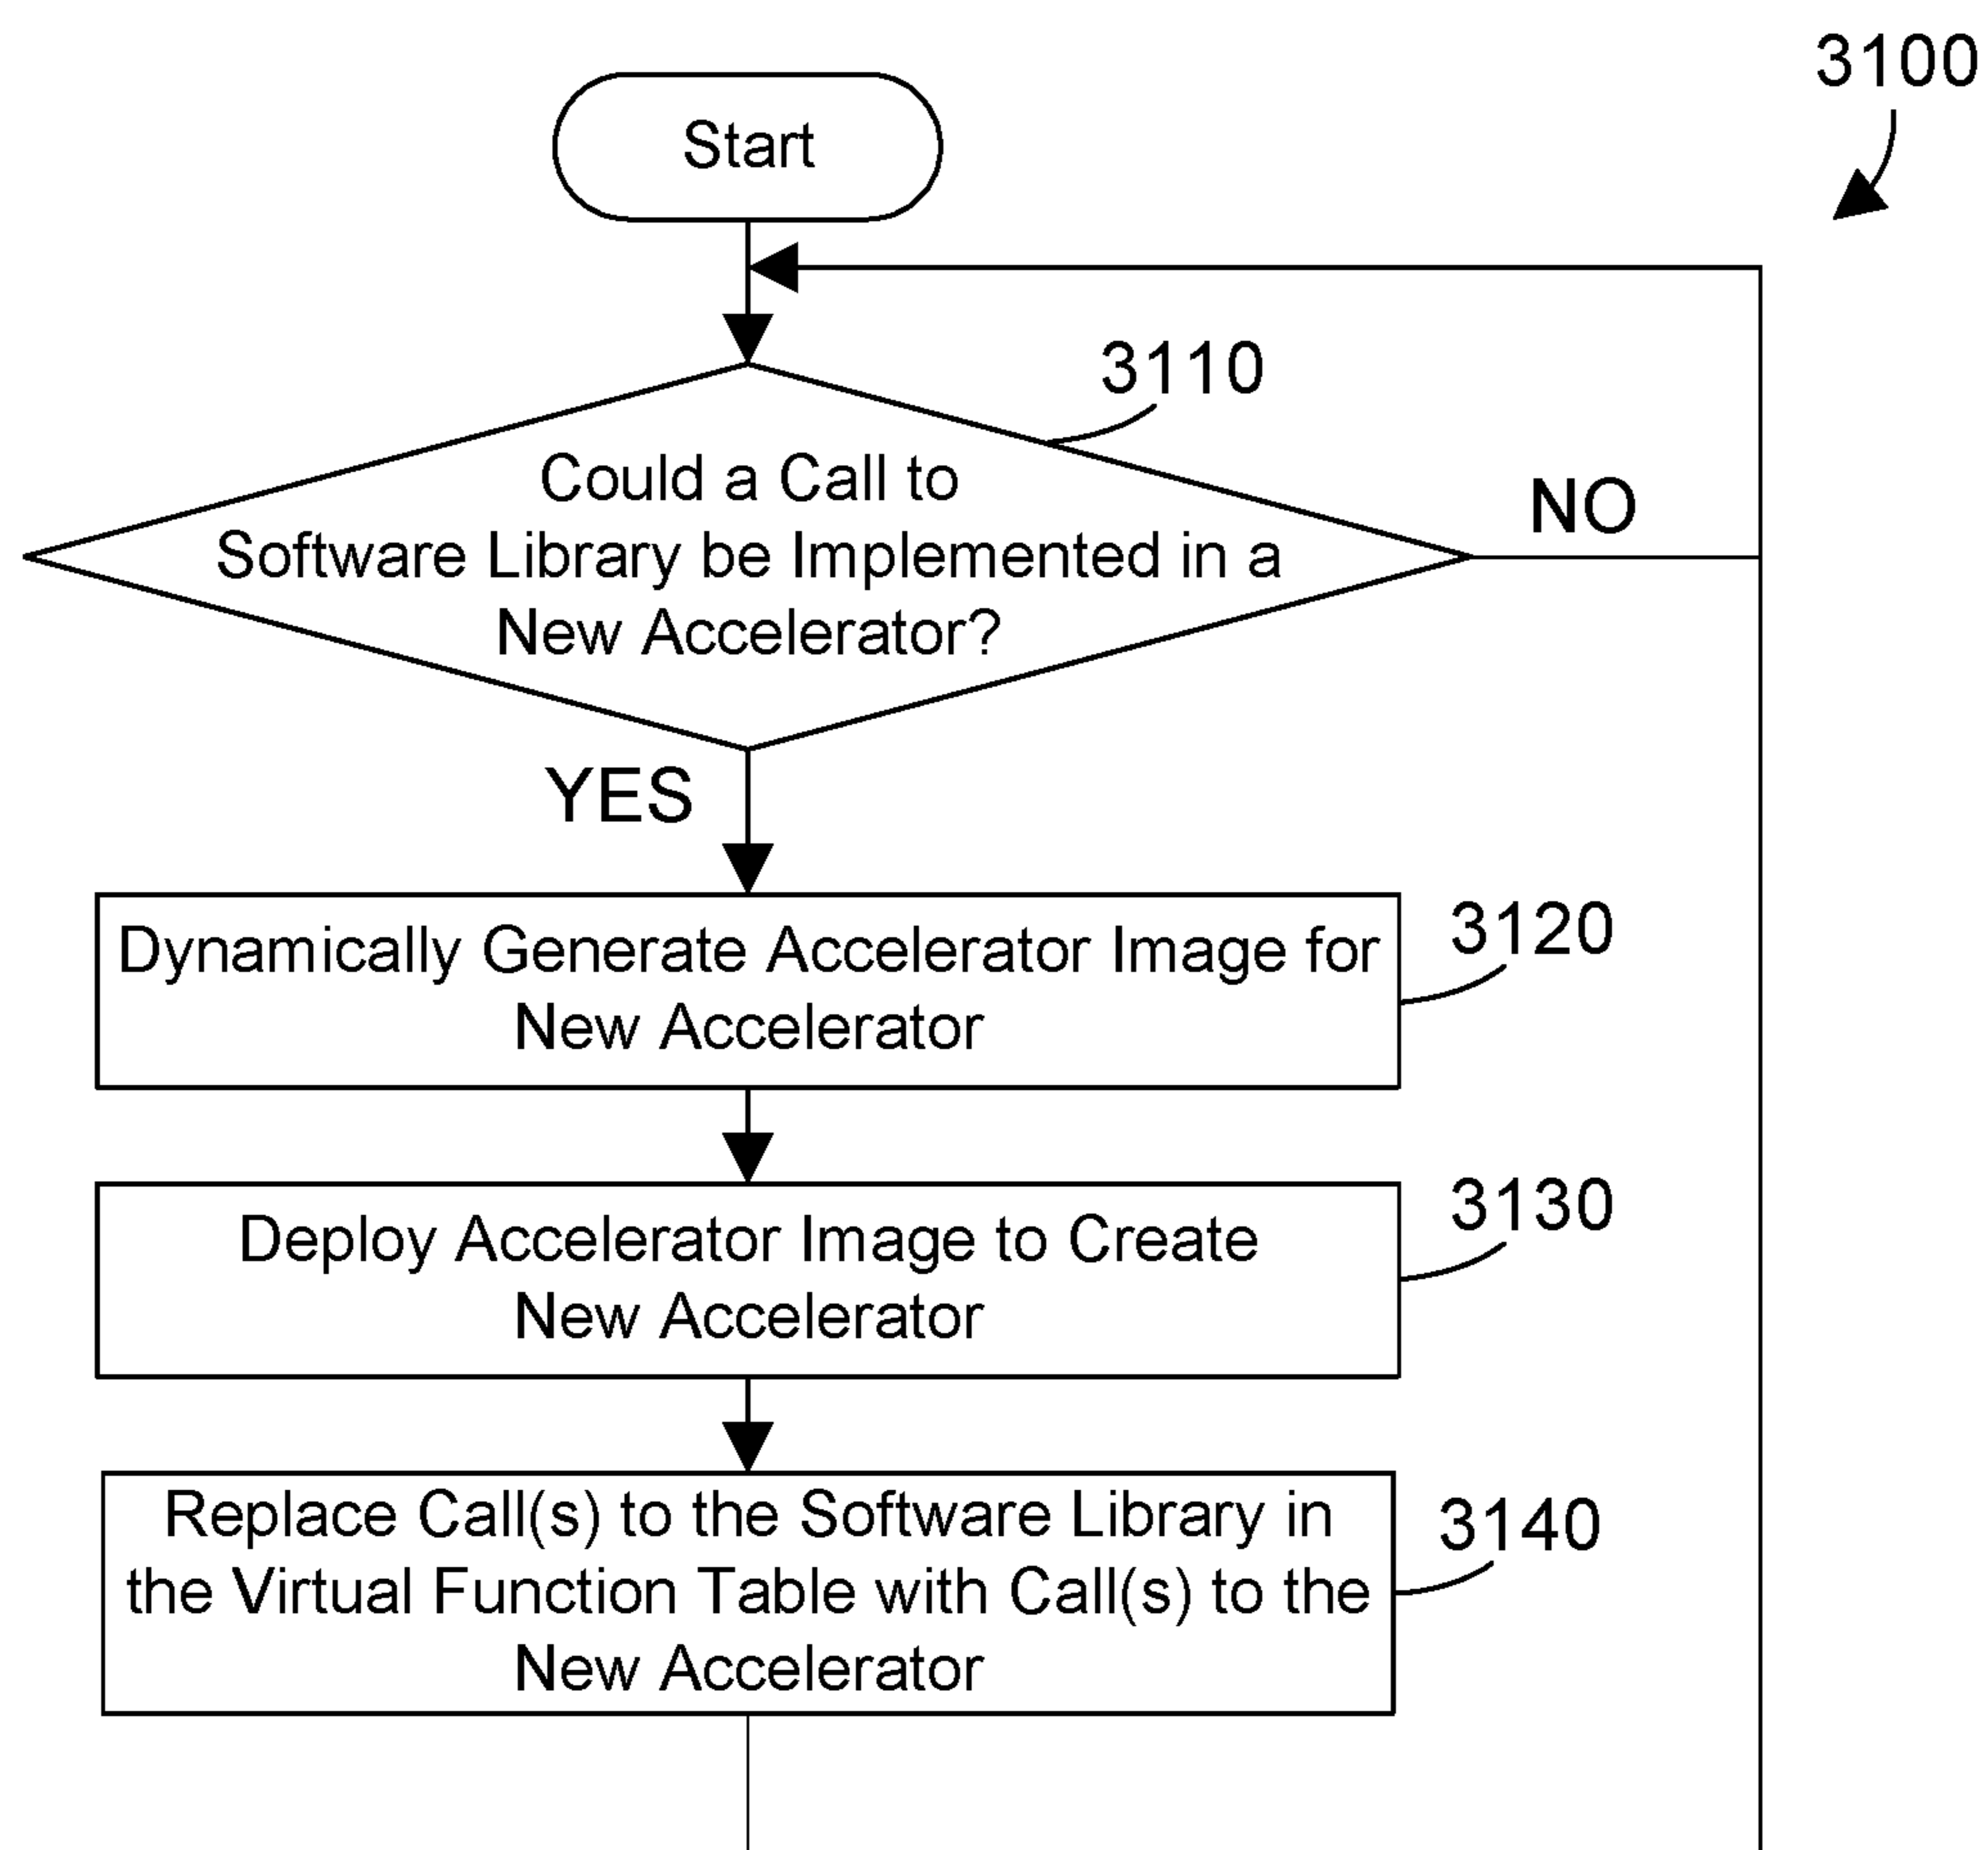 3100
Start
3110
Could a Call to
Software Library be Implemented in a
New Accelerator?
NO
YES
Dynamically Generate Accelerator Image for
New Accelerator
3120
Deploy Accelerator Image to Create
New Accelerator
3130
Replace Call(s) to the Software Library in
the Virtual Function Table with Call(s) to the
New Accelerator
3140